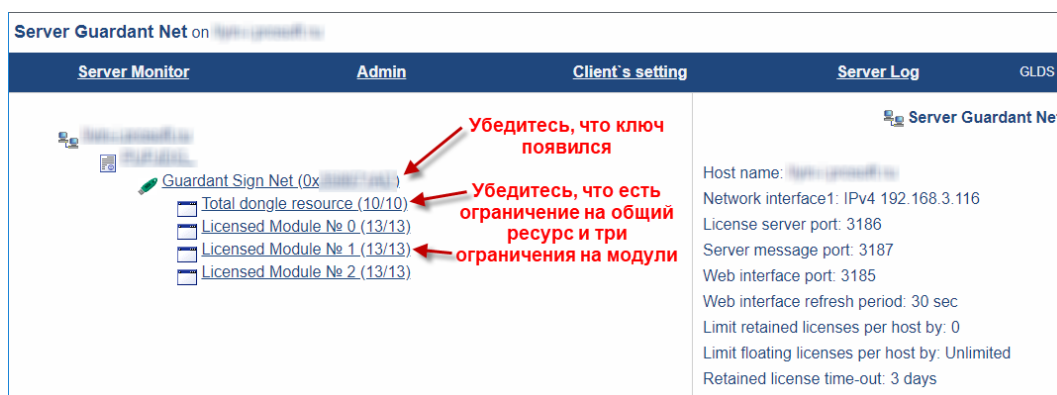 Server Guardant Net on
Server Monitor Admin Client`s setting Server Log GLDS
Убедитесь, что ключ
появился
Guardant Sign Net (0x )
Total dongle resource (10/10)
Licensed Module № 0 (13/13)
Licensed Module № 1 (13/13)
Licensed Module № 2 (13/13)
Убедитесь, что есть
ограничение на общий
ресурс и три
ограничения на модули
Server Guardant Net
Host name:
Network interface1: IPv4 192.168.3.116
License server port: 3186
Server message port: 3187
Web interface port: 3185
Web interface refresh period: 30 sec
Limit retained licenses per host by: 0
Limit floating licenses per host by: Unlimited
Retained license time-out: 3 days